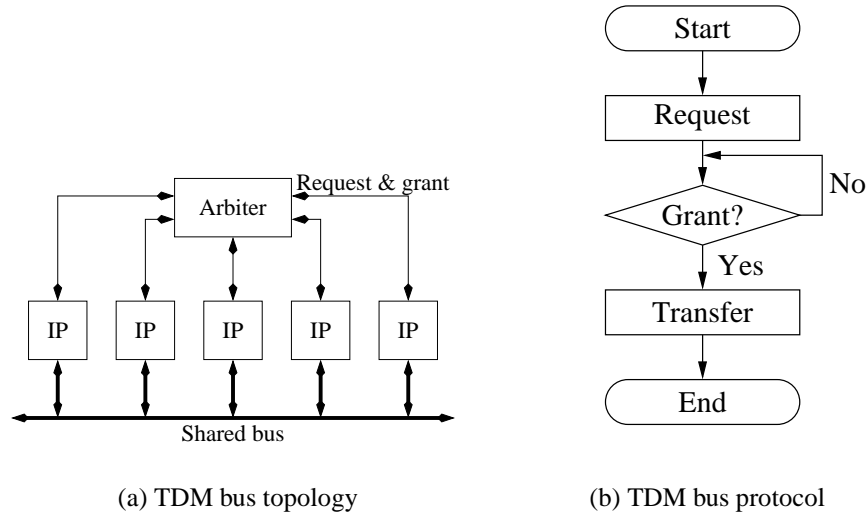 Request & grant
Arbiter
IP IP IP IP IP
Shared bus
(a) TDM bus topology
Start
Request
No
Grant?
Yes
Transfer
End
(b) TDM bus protocol